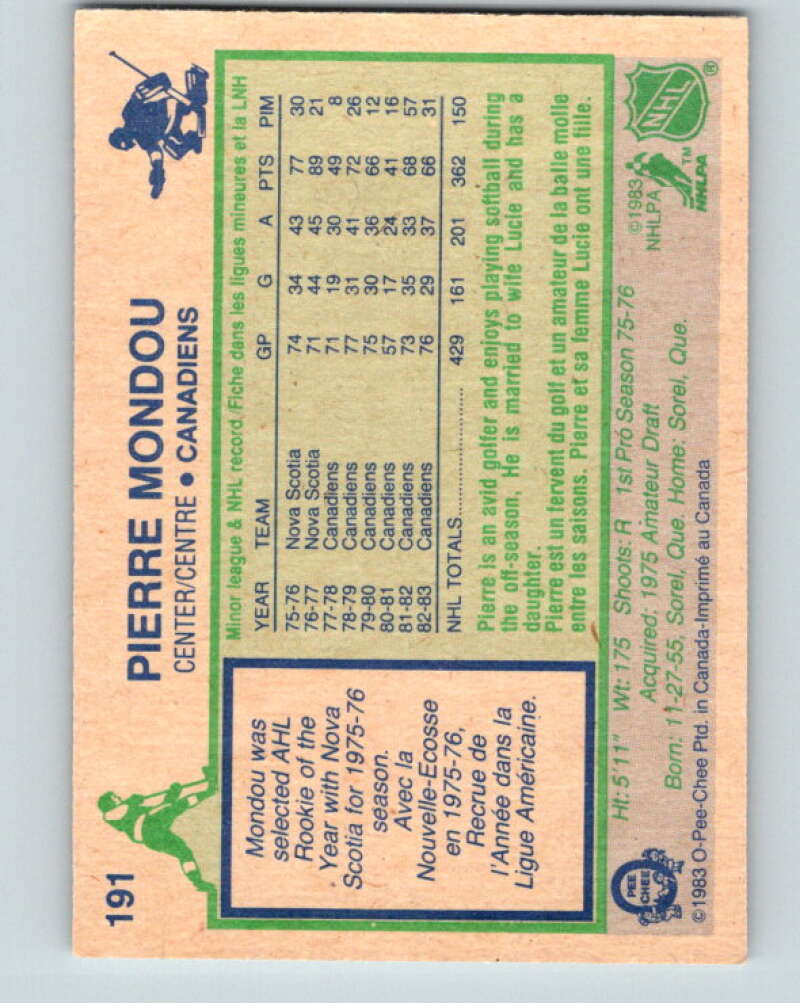 191
PIERRE MONDOU
CENTER/CENTRE • CANADIENS
Mondou was
selected AHL
Rookie of the
Year with Nova
Scotia for 1975-76
season.
Avec la
Nouvelle-Ecosse
en 1975-76,
Recrue de
l'Année dans la
Ligue Américaine.
Minor league & NHL record/Fiche dans les ligues mineures et la LNH
YEAR TEAM GP G A PTS PIM
75-76 Nova Scotia 74 34 43 77 30
76-77 Nova Scotia 71 44 45 89 21
77-78 Canadiens 71 19 30 49 8
78-79 Canadiens 77 31 41 72 26
79-80 Canadiens 75 30 36 66 12
80-81 Canadiens 57 17 24 41 16
81-82 Canadiens 73 35 33 68 57
82-83 Canadiens 76 29 37 66 31
NHL TOTALS 429 161 201 362 150
Pierre is an avid golfer and enjoys playing softball during
the off-season. He is married to wife Lucie and has a
daughter.
Pierre est un fervent du golf et un amateur de la balle molle
entre les saisons. Pierre et sa femme Lucie ont une fille.
Ht: 5'11" Wt: 175 Shoots: R 1st Pro Season 75-76
Acquired: 1975 Amateur Draft
Born: 11-27-55, Sorel, Que. Home: Sorel, Que.
©1983 O-Pee-Chee Ptd. in Canada-Imprimé au Canada
PEE
CHEE
©1983
NHLPA
NHLPA
TM
NHL
®